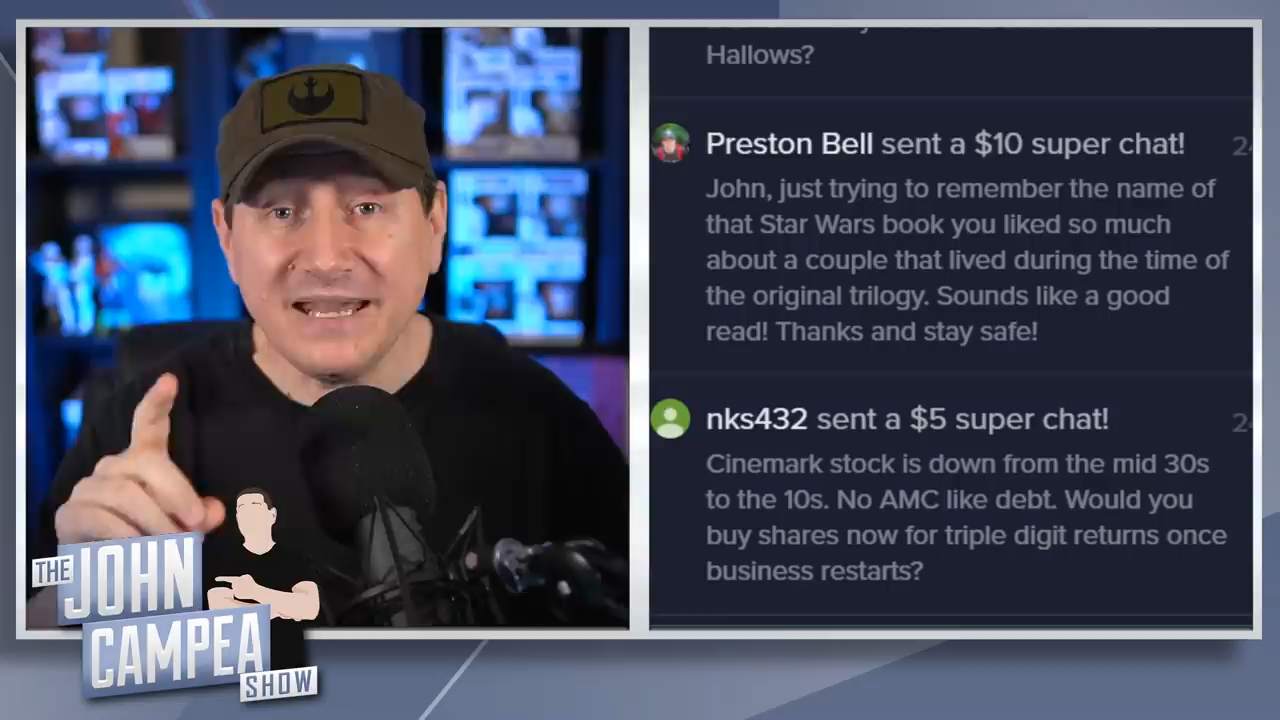 Hallows?
Preston Bell sent a $10 super chat!
John, just trying to remember the name of
that Star Wars book you liked so much
about a couple that lived during the time of
the original trilogy. Sounds like a good
read! Thanks and stay safe!
nks432 sent a $5 super chat!
Cinemark stock is down from the mid 30s
to the 10s. No AMC like debt. Would you
buy shares now for triple digit returns once
business restarts?
THE
JOHN
CAMPEA
SHOW